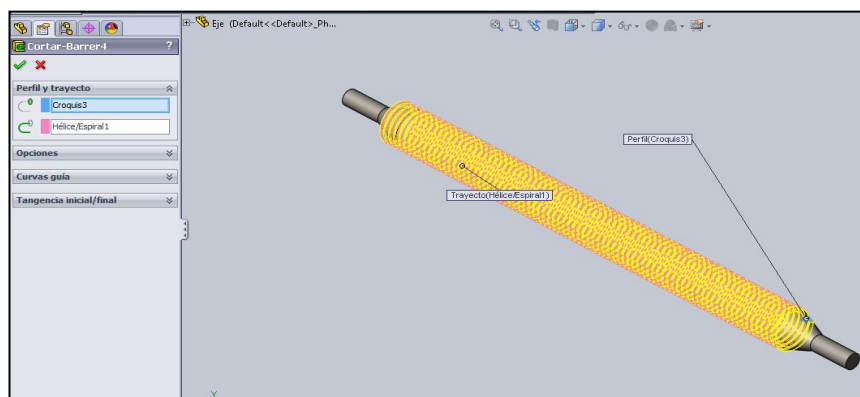 Eje (Default<<Default>_Ph...
Cortar-Barrer4 ?
Perfil y trayecto
Croquis3
Hélice/Espiral1
Opciones
Curvas guía
Tangencia inicial/final
Perfil(Croquis3)
Trayecto(Hélice/Espiral1)
Y